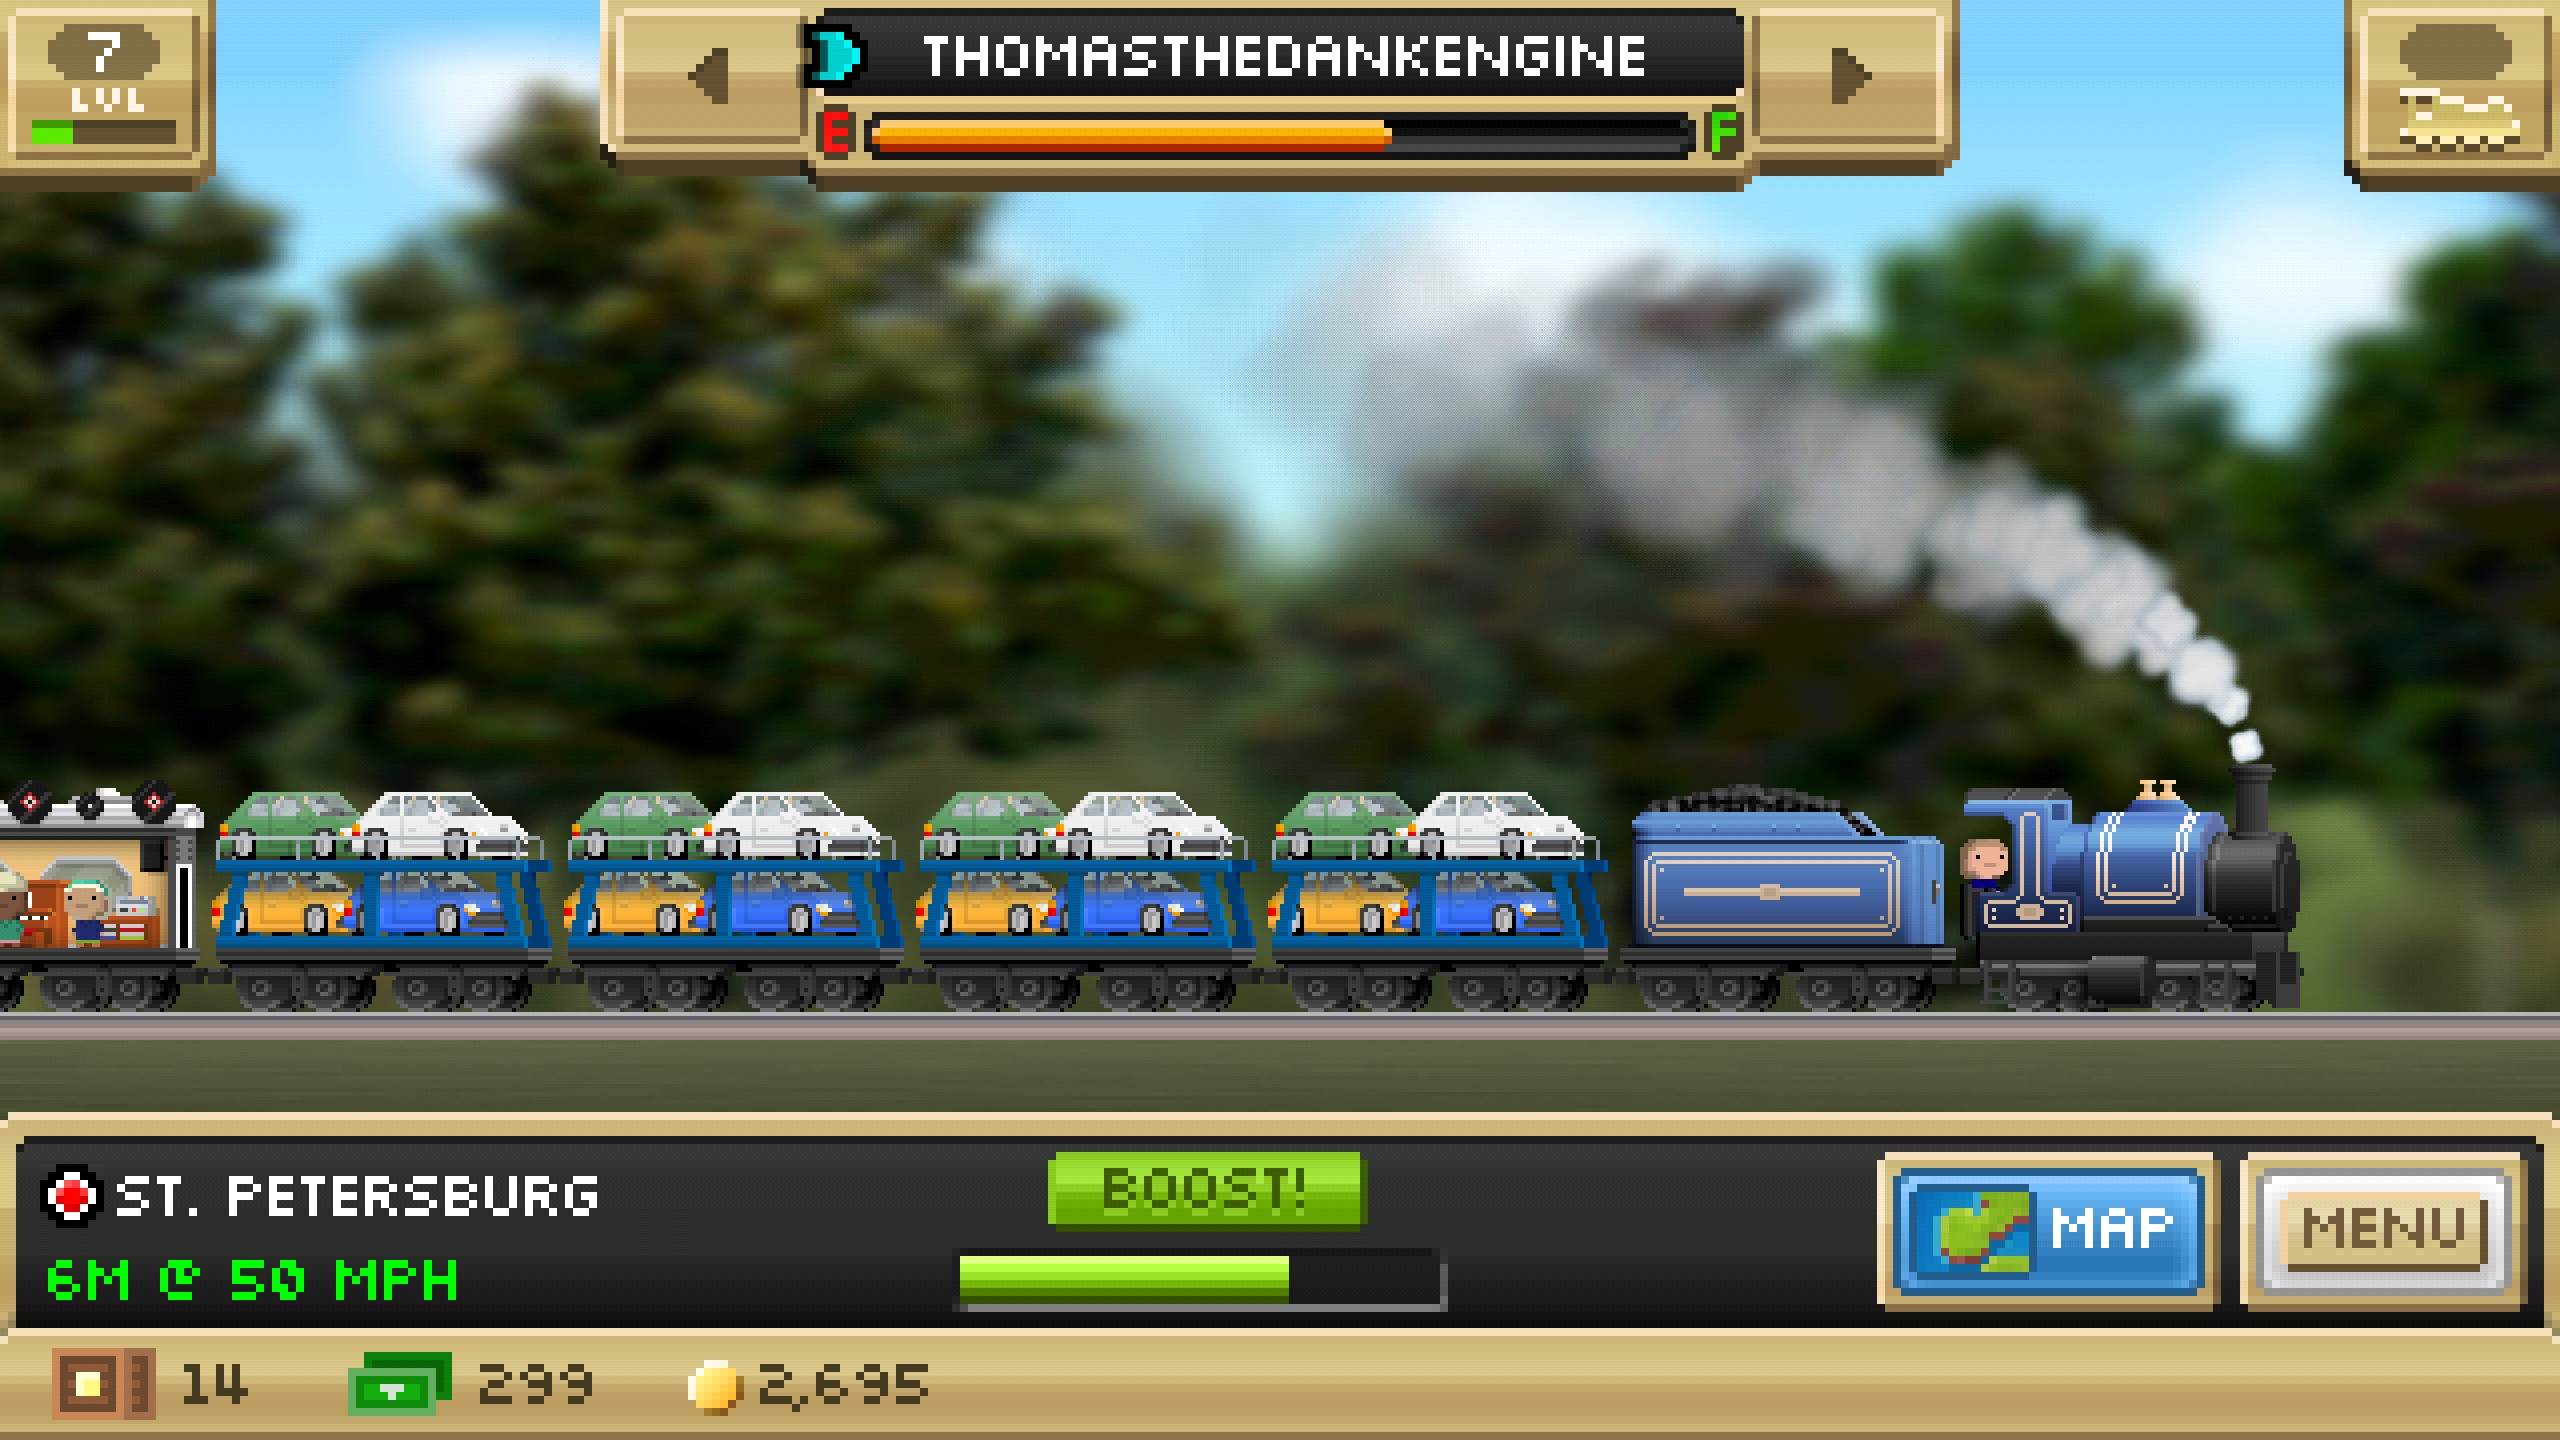 7
LVL
THOMASTHEDANKENGINE
E F
ST. PETERSBURG
BOOST!
6M @ 50 MPH
MAP
MENU
14 299 2,695